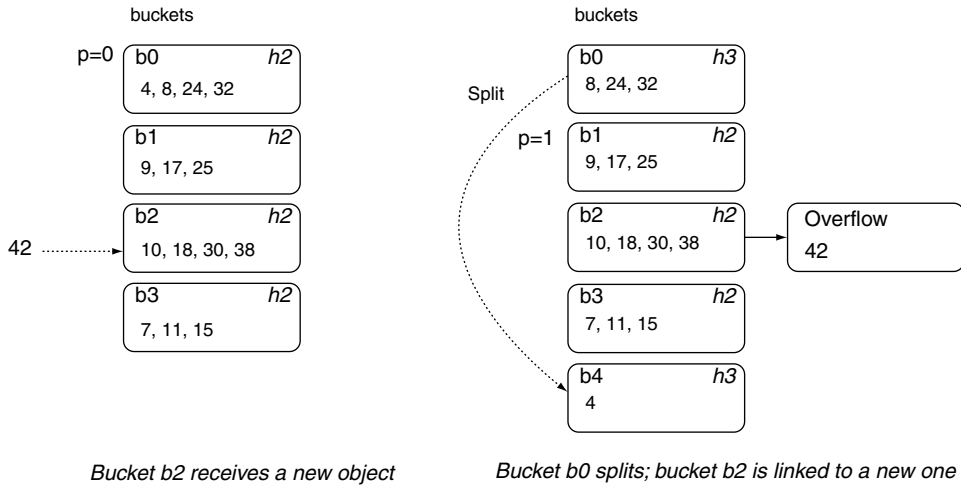 buckets
p=0
b0 h2
4, 8, 24, 32
b1 h2
9, 17, 25
b2 h2
42
10, 18, 30, 38
b3 h2
7, 11, 15
Bucket b2 receives a new object
buckets
b0 h3
8, 24, 32
Split
p=1
b1 h2
9, 17, 25
b2 h2
10, 18, 30, 38
Overflow
42
b3 h2
7, 11, 15
b4 h3
4
Bucket b0 splits; bucket b2 is linked to a new one